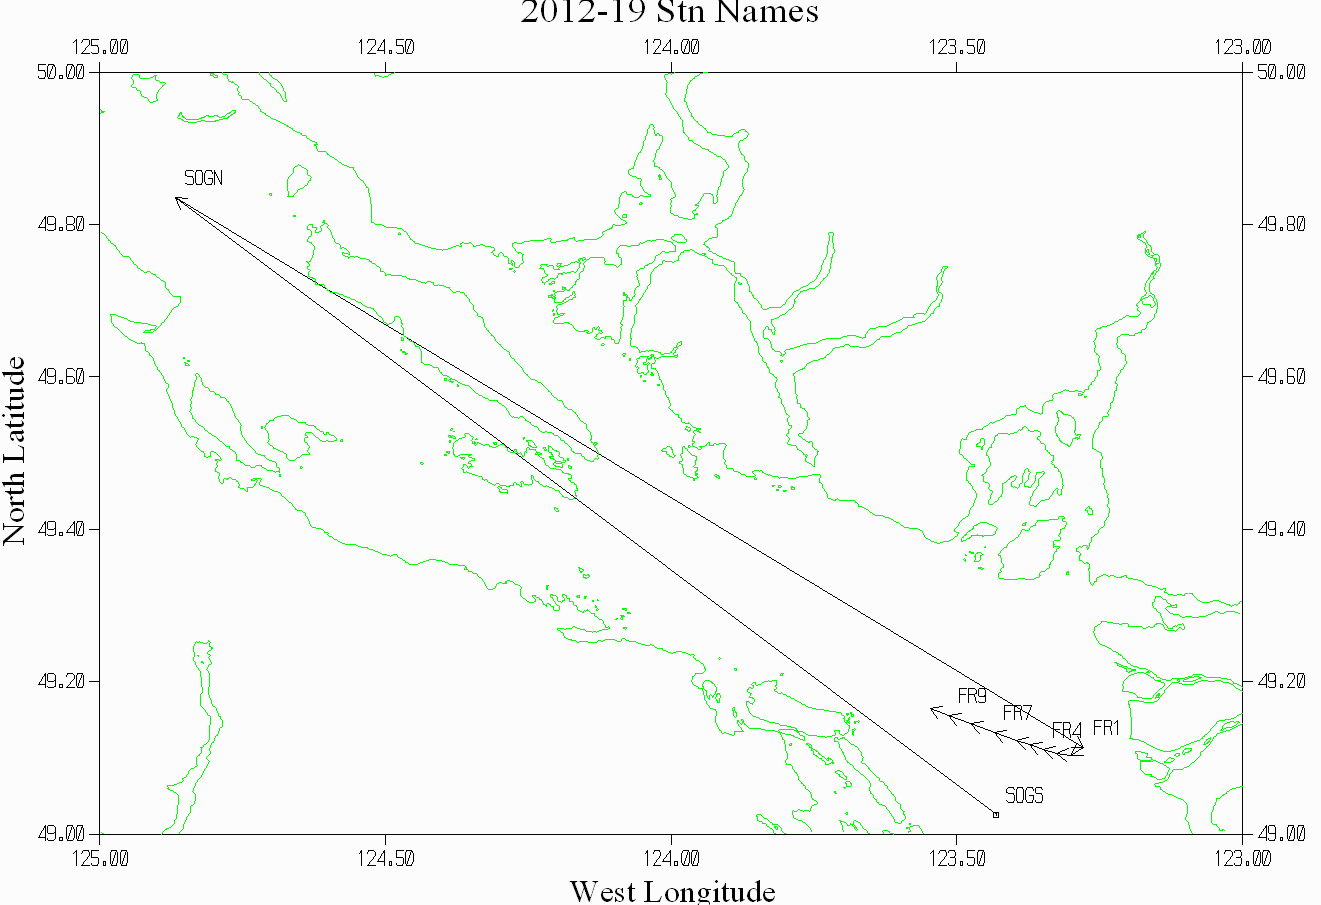 2012-19 Stn Names
125.00 124.50 124.00 123.50 123.00
50.00 50.00
SOGN
49.80 49.80
49.60 49.60
North Latitude
49.40 49.40
49.20 49.20
FR9
FR7
FR4 FR1
SOGS
49.00 49.00
125.00 124.50 124.00 123.50 123.00
West Longitude